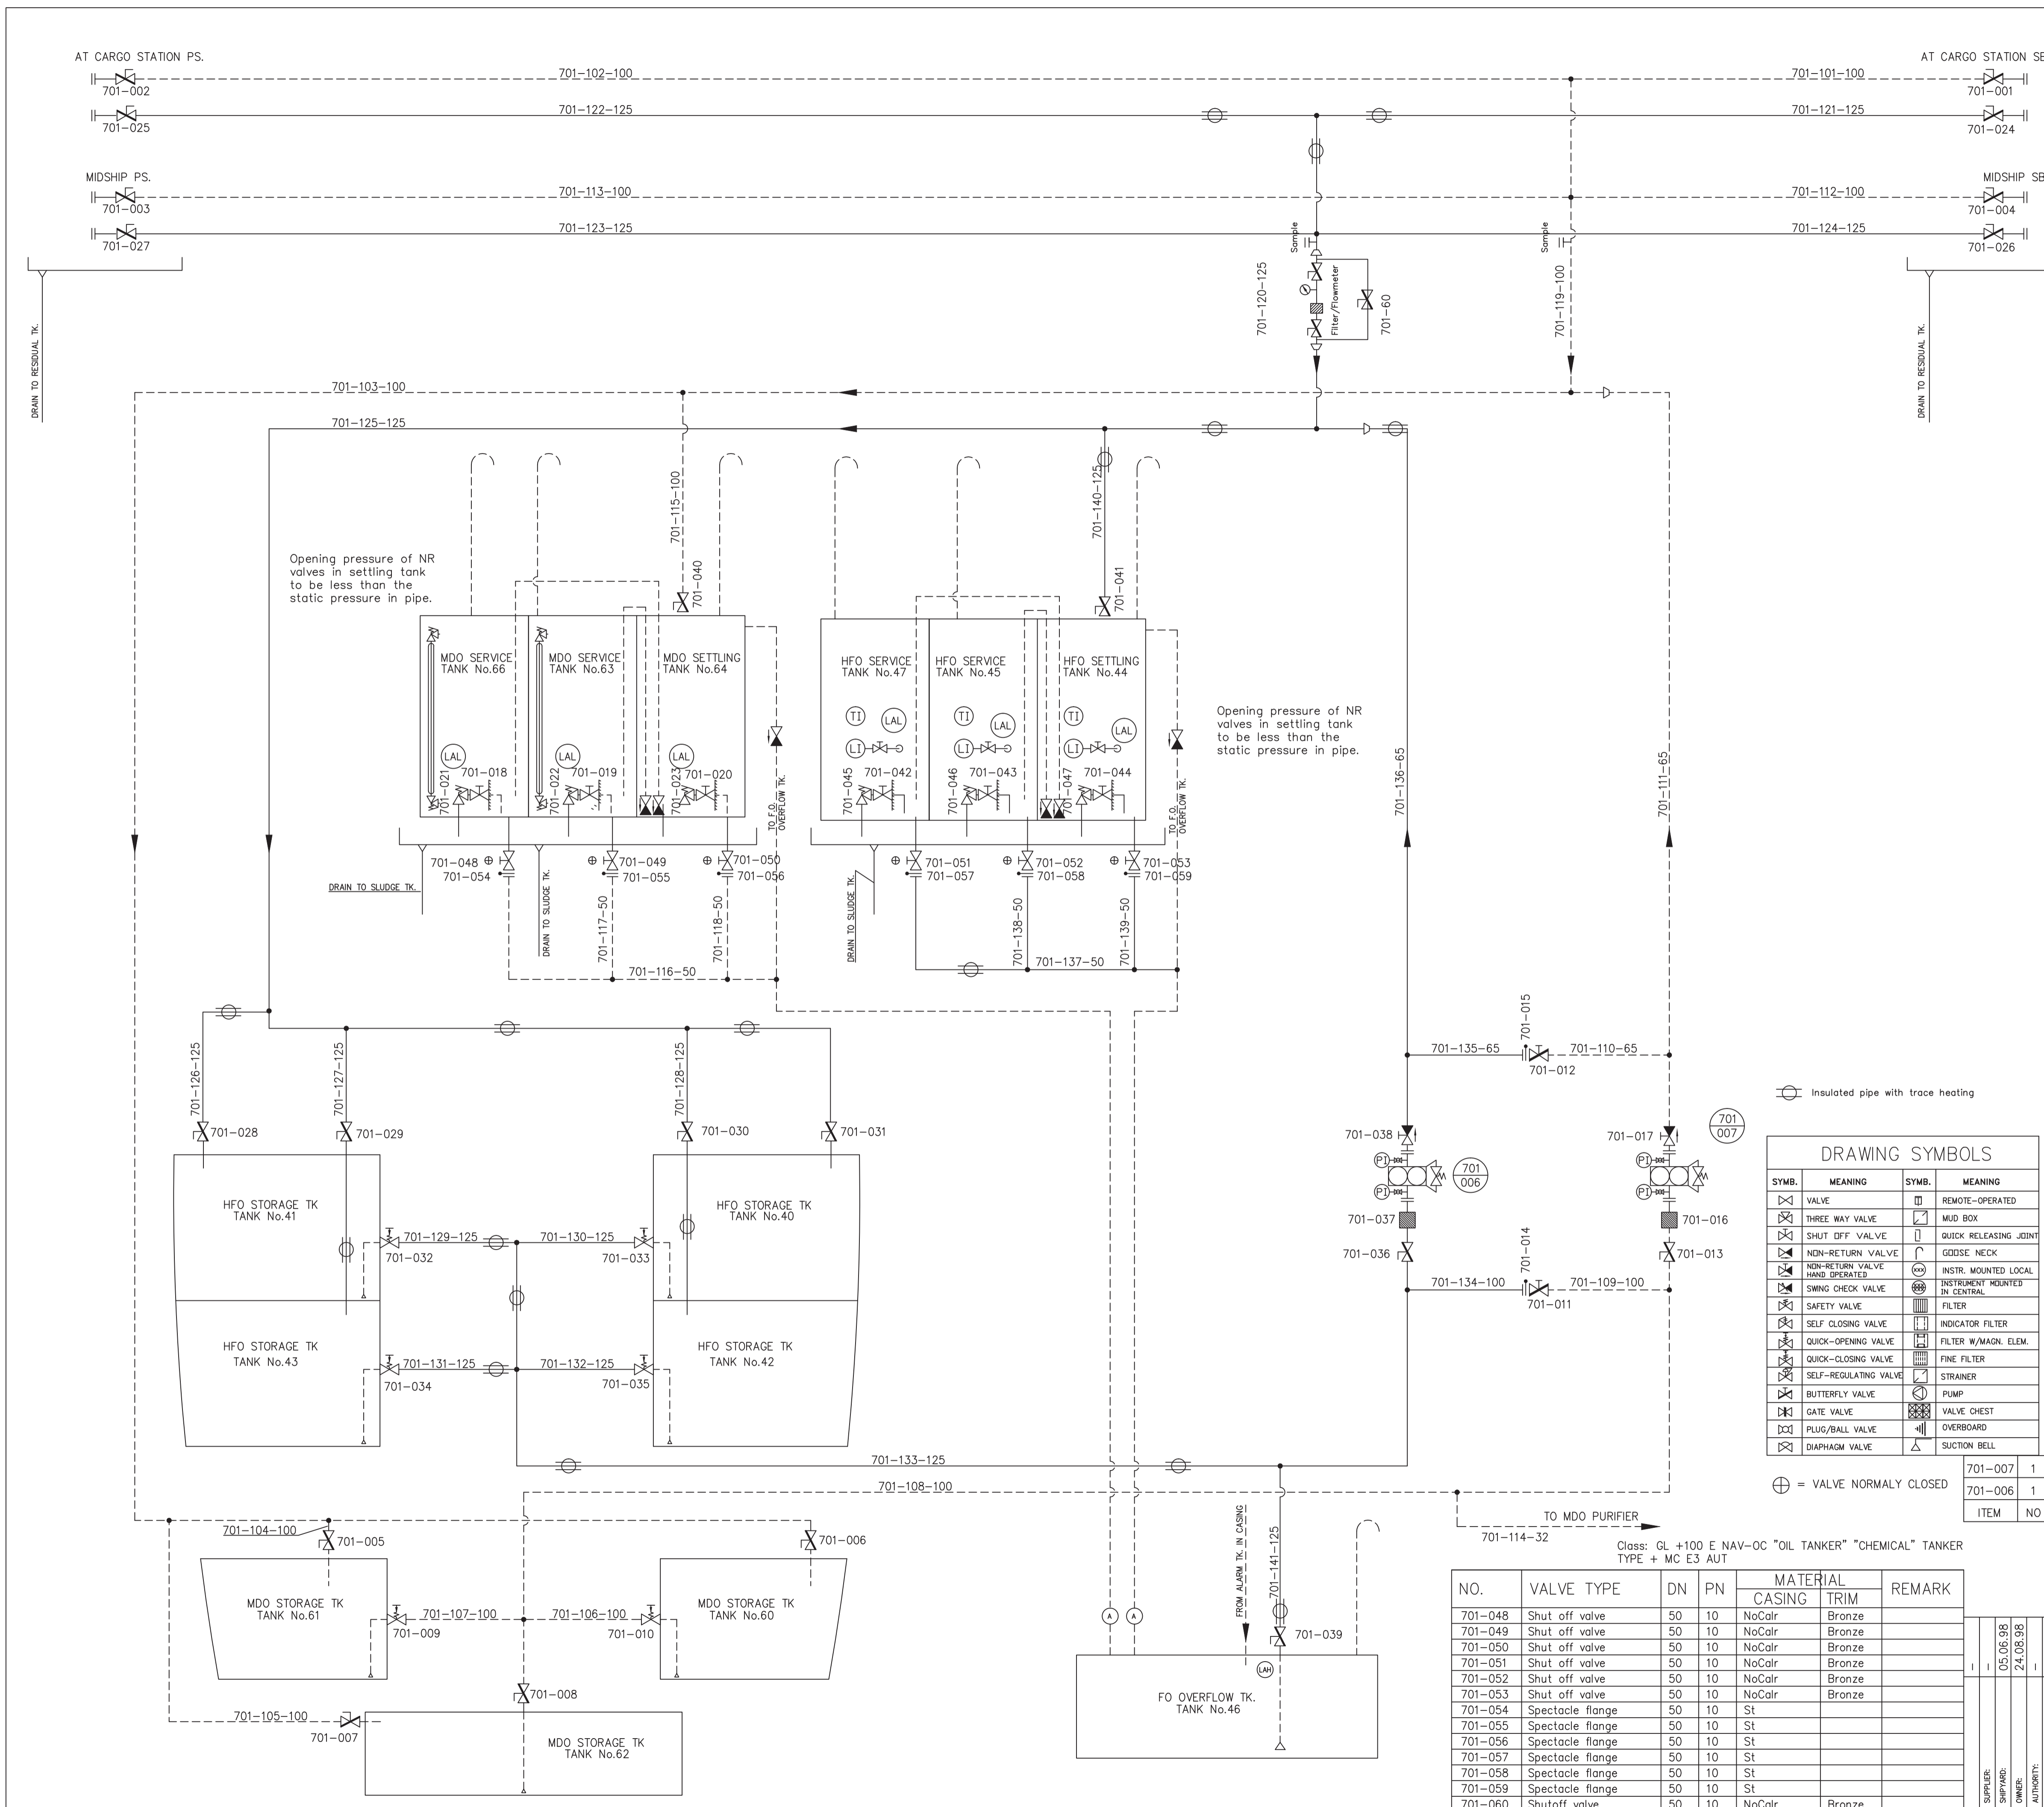 AT CARGO STATION PS.
701-102-100
701-002
701-122-125
701-025
MIDSHIP PS.
701-113-100
701-003
701-123-125
701-027
DRAIN TO RESIDUAL TK.
AT CARGO STATION
701-101-100
701-001
701-121-125
701-024
MIDSHIP
701-112-100
701-004
701-124-125
701-026
DRAIN TO RESIDUAL TK.
Sample
Sample
701-120-125
Filter/Flowmeter
701-60
701-119-100
701-103-100
701-125-125
701-115-100
701-140-125
701-040
701-041
Opening pressure of NR
valves in settling tank
to be less than the
static pressure in pipe.
MDO SERVICE
TANK No.66
MDO SERVICE
TANK No.63
MDO SETTLING
TANK No.64
LAL
LAL
LAL
701-021
701-018
701-022
701-019
701-023
701-020
TO F.O.
OVERFLOW TK.
HFO SERVICE
TANK No.47
HFO SERVICE
TANK No.45
HFO SETTLING
TANK No.44
TI
LAL
TI
LAL
TI
LAL
LI
LI
LI
701-045
701-042
701-046
701-043
701-047
701-044
TO F.O.
OVERFLOW TK.
Opening pressure of NR
valves in settling tank
to be less than the
static pressure in pipe.
701-136-65
701-111-65
701-048
701-054
701-049
701-055
701-050
701-056
701-051
701-057
701-052
701-058
701-053
701-059
DRAIN TO SLUDGE TK.
DRAIN TO SLUDGE TK.
DRAIN TO SLUDGE TK.
701-117-50
701-118-50
701-116-50
701-138-50
701-139-50
701-137-50
701-126-125
701-127-125
701-128-125
701-028
701-029
701-030
701-031
HFO STORAGE TK
TANK No.41
HFO STORAGE TK
TANK No.40
701-129-125
701-130-125
701-032
701-033
HFO STORAGE TK
TANK No.43
HFO STORAGE TK
TANK No.42
701-131-125
701-132-125
701-034
701-035
701-133-125
701-108-100
701-135-65
701-015
701-110-65
701-012
701-038
PI
PI
701
006
701-037
701-036
701-017
701
007
PI
PI
701-016
701-013
701-134-100
701-014
701-109-100
701-011
Insulated pipe with trace heating
DRAWING SYMBOLS
SYMB. MEANING SYMB. MEANING
VALVE REMOTE-OPERATED
THREE WAY VALVE MUD BOX
SHUT OFF VALVE QUICK RELEASING JOINT
NON-RETURN VALVE GOOSE NECK
NON-RETURN VALVE
HAND OPERATED
XXX INSTR. MOUNTED LOCAL
SWING CHECK VALVE INSTRUMENT MOUNTED
IN CENTRAL
SAFETY VALVE FILTER
SELF CLOSING VALVE INDICATOR FILTER
QUICK-OPENING VALVE FILTER W/MAGN. ELEM.
QUICK-CLOSING VALVE FINE FILTER
SELF-REGULATING VALVE STRAINER
BUTTERFLY VALVE PUMP
GATE VALVE VALVE CHEST
PLUG/BALL VALVE OVERBOARD
DIAPHAGM VALVE SUCTION BELL
= VALVE NORMALY CLOSED
701-007 1
701-006 1
ITEM NO
TO MDO PURIFIER
701-114-32
701-104-100
701-005
701-006
MDO STORAGE TK
TANK No.61
MDO STORAGE TK
TANK No.60
701-107-100
701-106-100
701-009
701-010
701-008
701-105-100
701-007
MDO STORAGE TK
TANK No.62
A
A
FROM ALARM TK. IN CASING
701-141-125
701-039
LAH
FO OVERFLOW TK.
TANK No.46
Class: GL +100 E NAV-OC "OIL TANKER" "CHEMICAL" TANKER
TYPE + MC E3 AUT
NO. VALVE TYPE DN PN MATERIAL REMARK
CASING TRIM
701-048 Shut off valve 50 10 NoCalr Bronze
701-049 Shut off valve 50 10 NoCalr Bronze
701-050 Shut off valve 50 10 NoCalr Bronze
701-051 Shut off valve 50 10 NoCalr Bronze
701-052 Shut off valve 50 10 NoCalr Bronze
701-053 Shut off valve 50 10 NoCalr Bronze
701-054 Spectacle flange 50 10 St
701-055 Spectacle flange 50 10 St
701-056 Spectacle flange 50 10 St
701-057 Spectacle flange 50 10 St
701-058 Spectacle flange 50 10 St
701-059 Spectacle flange 50 10 St
701-060 Shutoff valve 50 10 NoCalr Bronze
SUPPLIER: -
SHIPYARD: 05.06.98
OWNER: 24.08.98
AUTHORITY: -